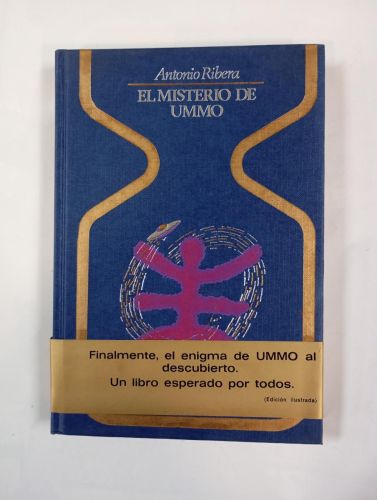 Antonio Ribera
EL MISTERIO DE
UMMO
Finalmente, el enigma de UMMO al
descubierto.
Un libro esperado por todos.
(Edición ilustrada)